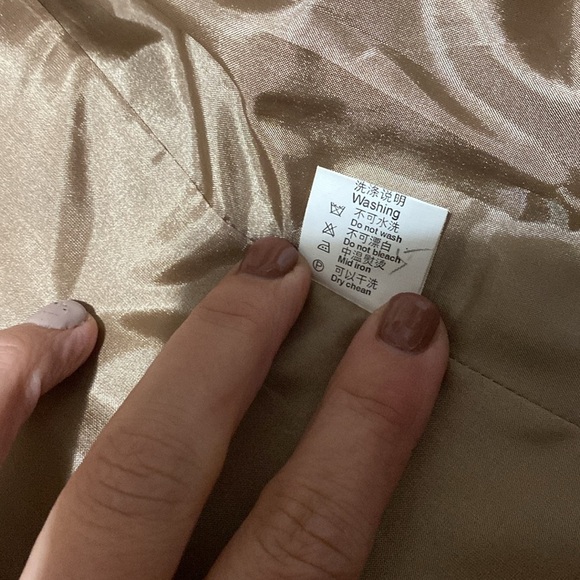 洗涤说明
Washing
不可水洗
Do not wash
不可漂白
Do not bleach
中温熨烫
Mid iron
可以干洗
Dry chean